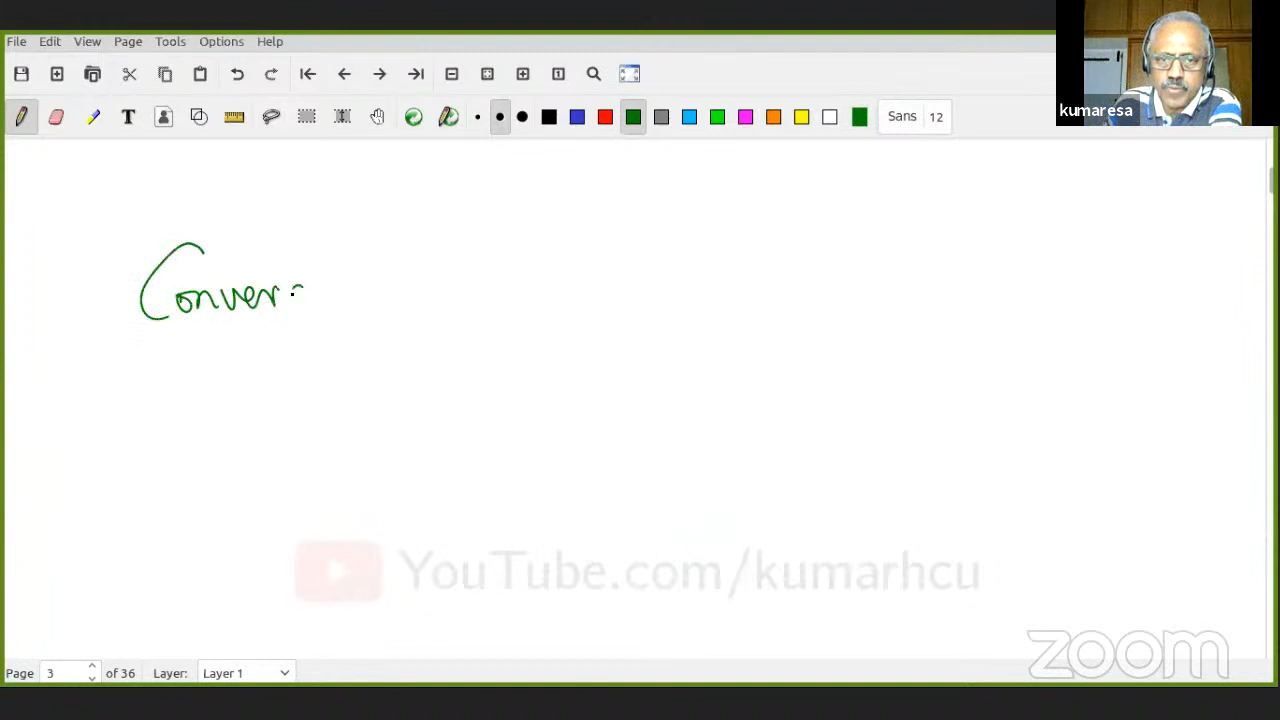 File Edit View Page Tools Options Help
kumaresa
Sans 12
Conver
YouTube.com/kumarhcu
zoom
Page 3 of 36 Layer: Layer 1